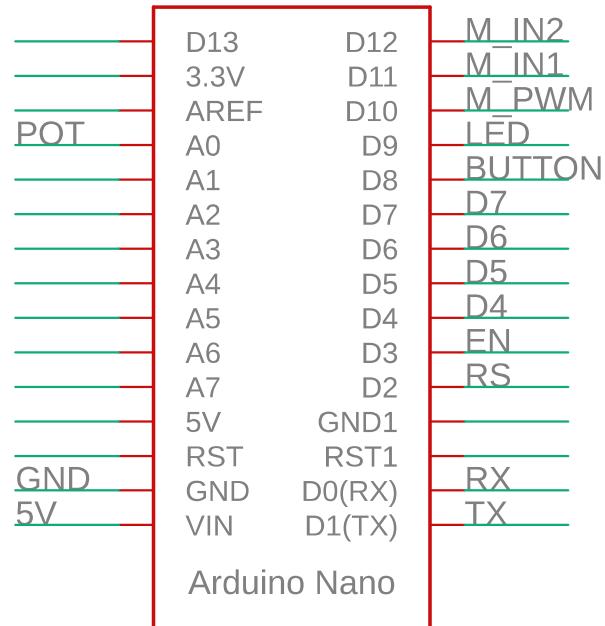 D13 D12 M_IN2
3.3V D11 M_IN1
AREF D10 M_PWM
POT A0 D9 LED
A1 D8 BUTTON
A2 D7 D7
A3 D6 D6
A4 D5 D5
A5 D4 D4
A6 D3 EN
A7 D2 RS
5V GND1
RST RST1
GND GND D0(RX) RX
5V VIN D1(TX) TX
Arduino Nano